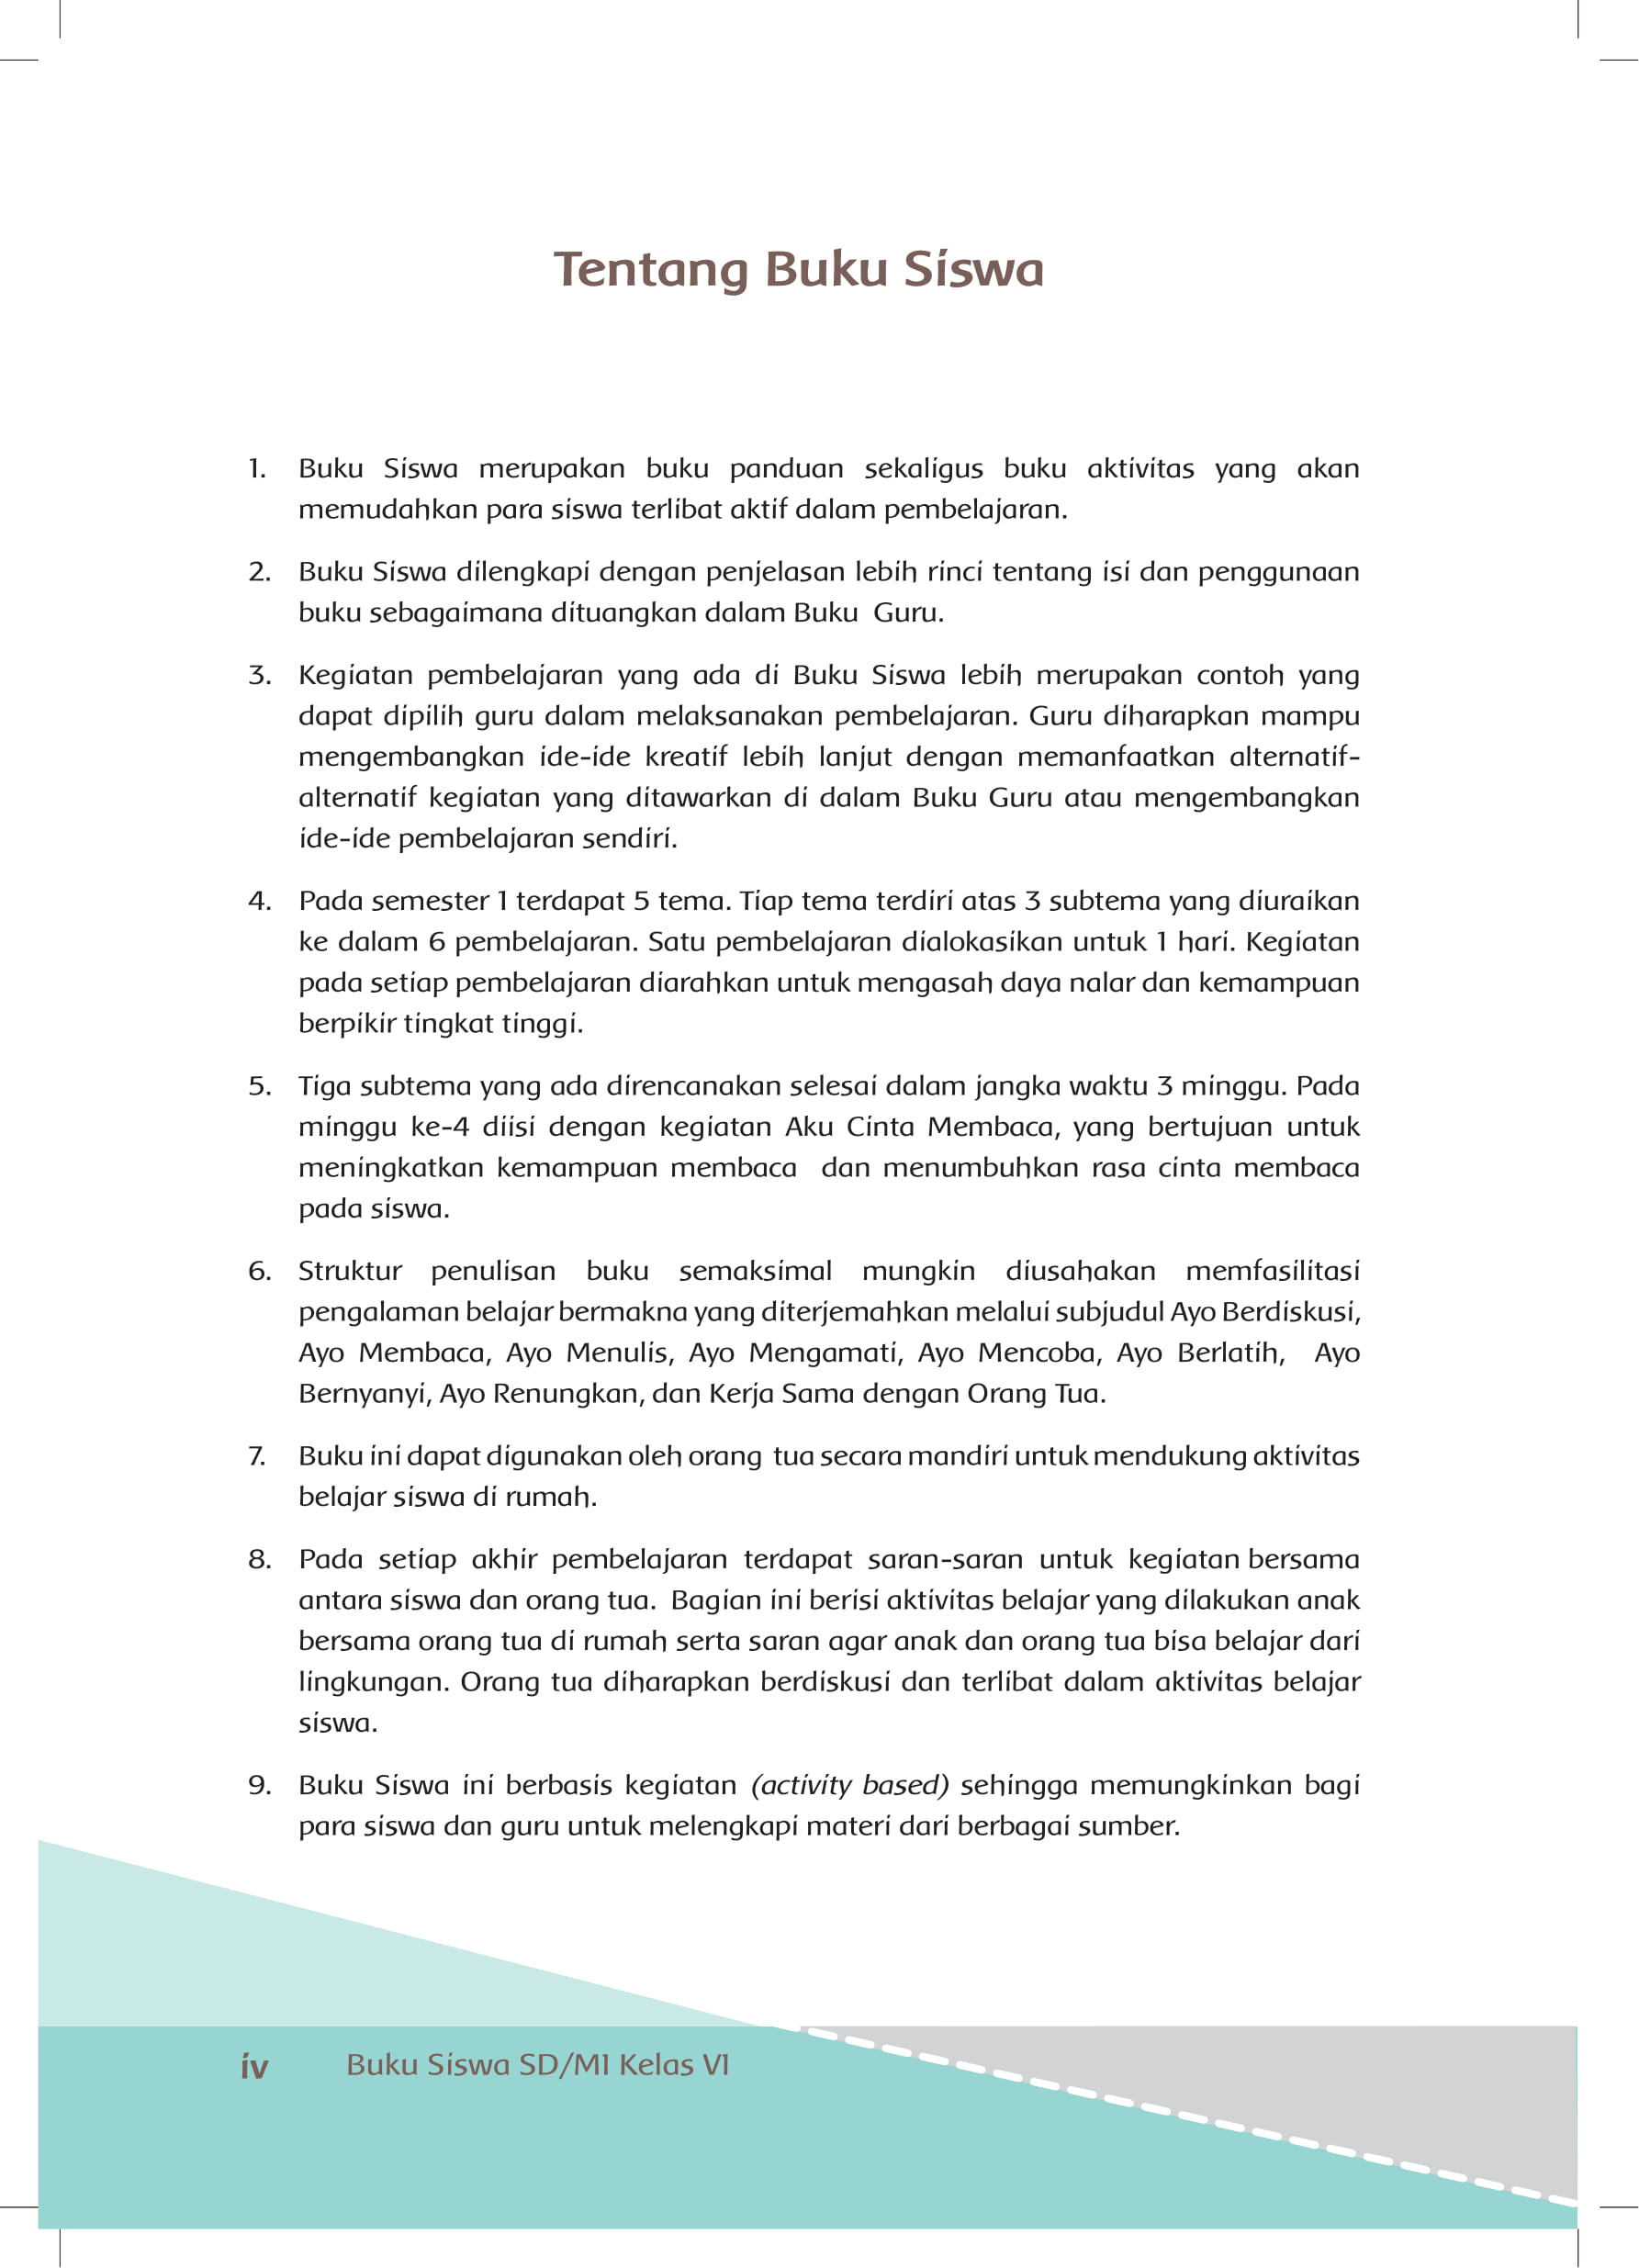 Tentang Buku Siswa
1. Buku Siswa merupakan buku panduan sekaligus buku aktivitas yang akan
memudahkan para siswa terlibat aktif dalam pembelajaran.
2. Buku Siswa dilengkapi dengan penjelasan lebih rinci tentang isi dan penggunaan
buku sebagaimana dituangkan dalam Buku Guru.
3. Kegiatan pembelajaran yang ada di Buku Siswa lebih merupakan contoh yang
dapat dipilih guru dalam melaksanakan pembelajaran. Guru diharapkan mampu
mengembangkan ide-ide kreatif lebih lanjut dengan memanfaatkan alternatif-
alternatif kegiatan yang ditawarkan di dalam Buku Guru atau mengembangkan
ide-ide pembelajaran sendiri.
4. Pada semester 1 terdapat 5 tema. Tiap tema terdiri atas 3 subtema yang diuraikan
ke dalam 6 pembelajaran. Satu pembelajaran dialokasikan untuk 1 hari. Kegiatan
pada setiap pembelajaran diarahkan untuk mengasah daya nalar dan kemampuan
berpikir tingkat tinggi.
5. Tiga subtema yang ada direncanakan selesai dalam jangka waktu 3 minggu. Pada
minggu ke-4 diisi dengan kegiatan Aku Cinta Membaca, yang bertujuan untuk
meningkatkan kemampuan membaca dan menumbuhkan rasa cinta membaca
pada siswa.
6. Struktur penulisan buku semaksimal mungkin diusahakan memfasilitasi
pengalaman belajar bermakna yang diterjemahkan melalui subjudul Ayo Berdiskusi,
Ayo Membaca, Ayo Menulis, Ayo Mengamati, Ayo Mencoba, Ayo Berlatih, Ayo
Bernyanyi, Ayo Renungkan, dan Kerja Sama dengan Orang Tua.
7. Buku ini dapat digunakan oleh orang tua secara mandiri untuk mendukung aktivitas
belajar siswa di rumah.
8. Pada setiap akhir pembelajaran terdapat saran-saran untuk kegiatan bersama
antara siswa dan orang tua. Bagian ini berisi aktivitas belajar yang dilakukan anak
bersama orang tua di rumah serta saran agar anak dan orang tua bisa belajar dari
lingkungan. Orang tua diharapkan berdiskusi dan terlibat dalam aktivitas belajar
siswa.
9. Buku Siswa ini berbasis kegiatan (activity based) sehingga memungkinkan bagi
para siswa dan guru untuk melengkapi materi dari berbagai sumber.
iv Buku Siswa SD/MI Kelas VI